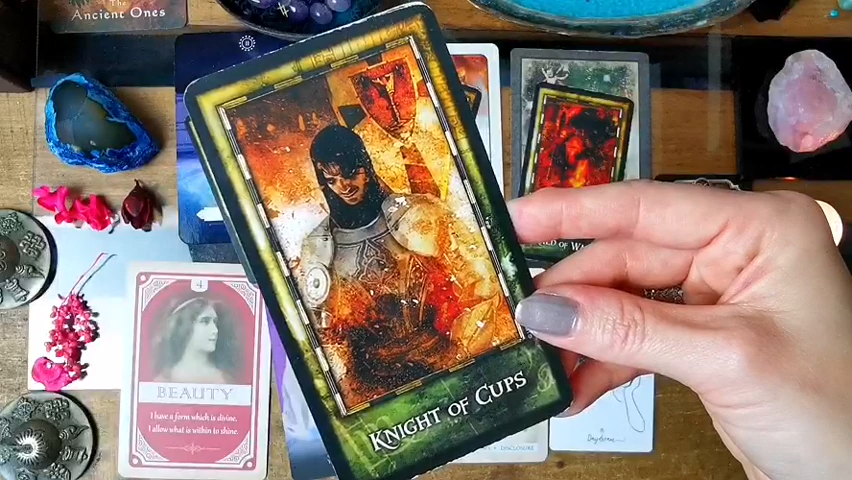 Ancient Ones
KNIGHT OF CUPS
4
BEAUTY
I have a form which is divine,
I allow what is within to shine.
DISCLOSURE
Daydream